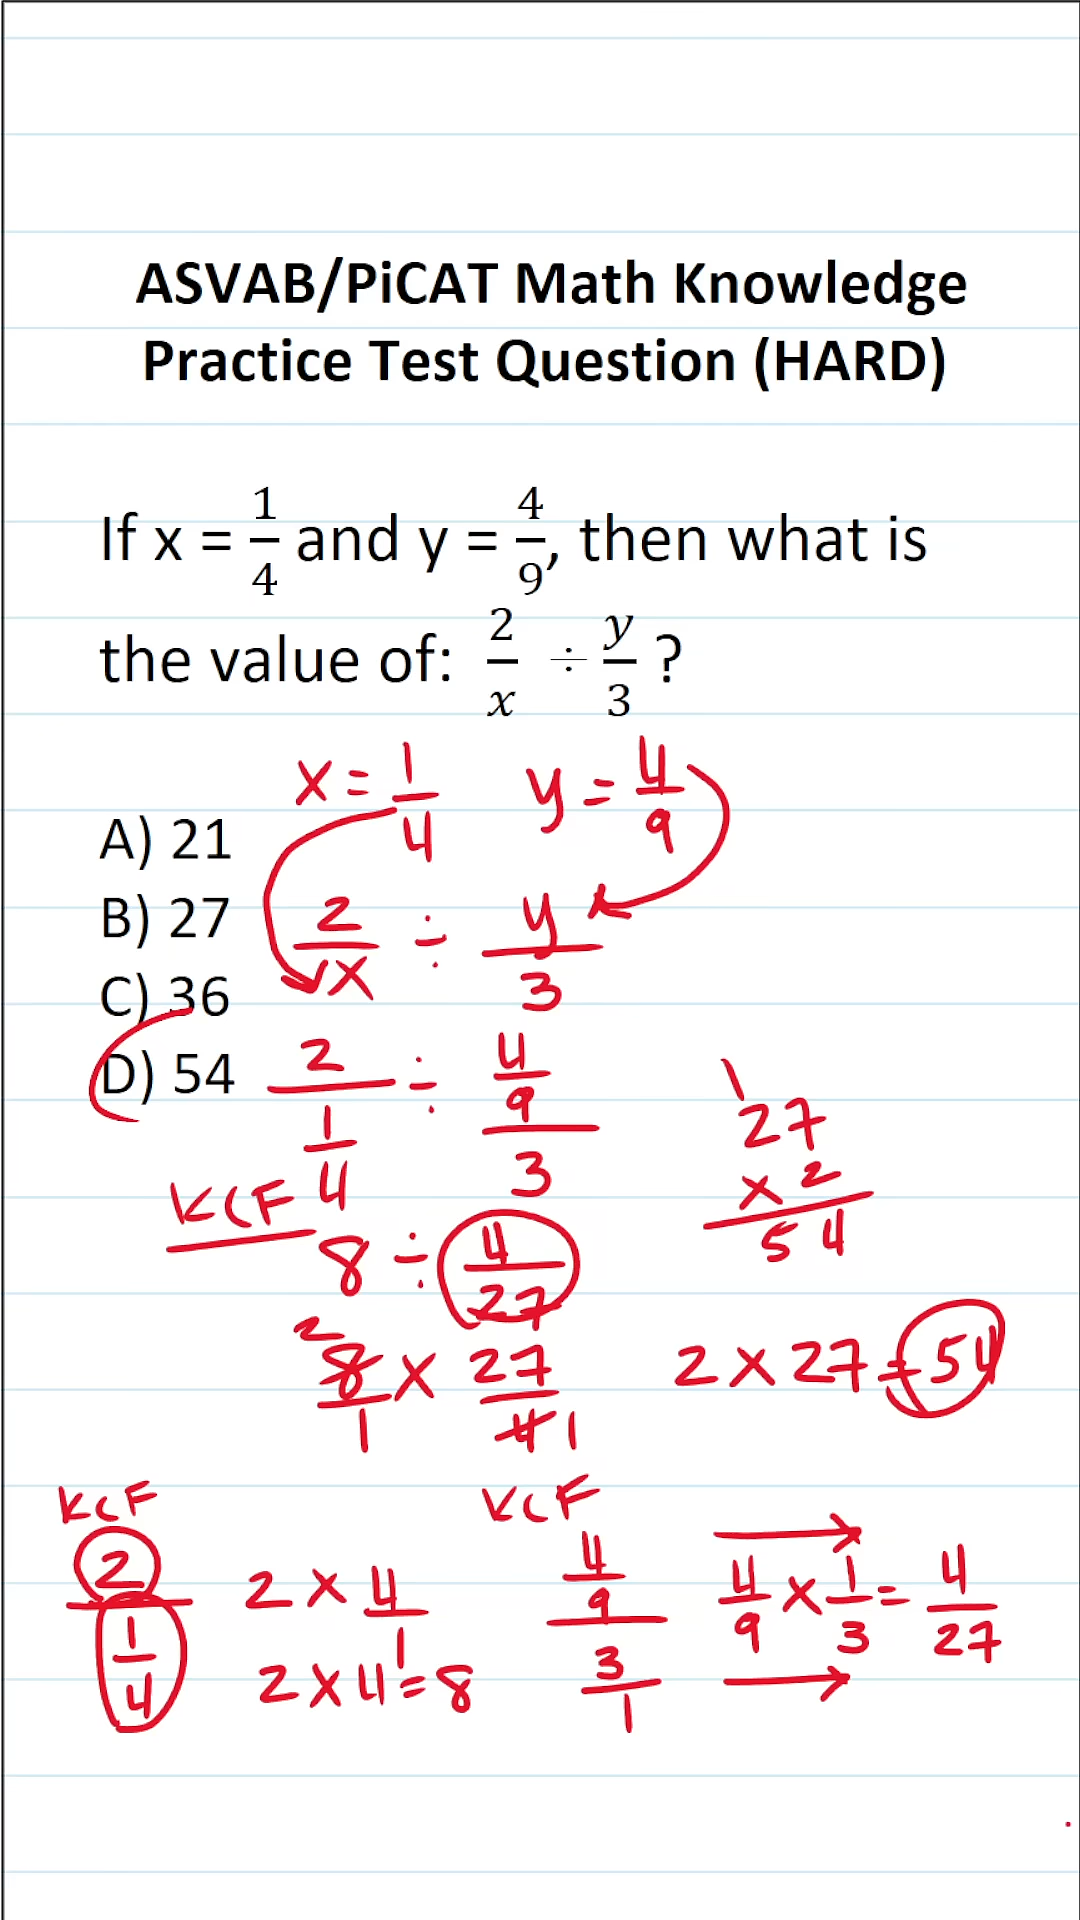 ASVAB/PiCAT Math Knowledge
Practice Test Question (HARD)
If x = 1/4 and y = 4/9, then what is
the value of: 2/x ÷ y/3 ?
x = 1/4 y = 4/9
A) 21
B) 27
2/x ÷ y/3
C) 36
D) 54
2/(1/4) ÷ (4/9)/3
27
x 2
54
KCF
8 ÷ 4/27
2
8/1 x 27/4 1
2 x 27 = 54
KCF KCF
2/(1/4) 2 x 4/1 (4/9)/(3/1) 4/9 x 1/3 = 4/27
2 x 4 = 8